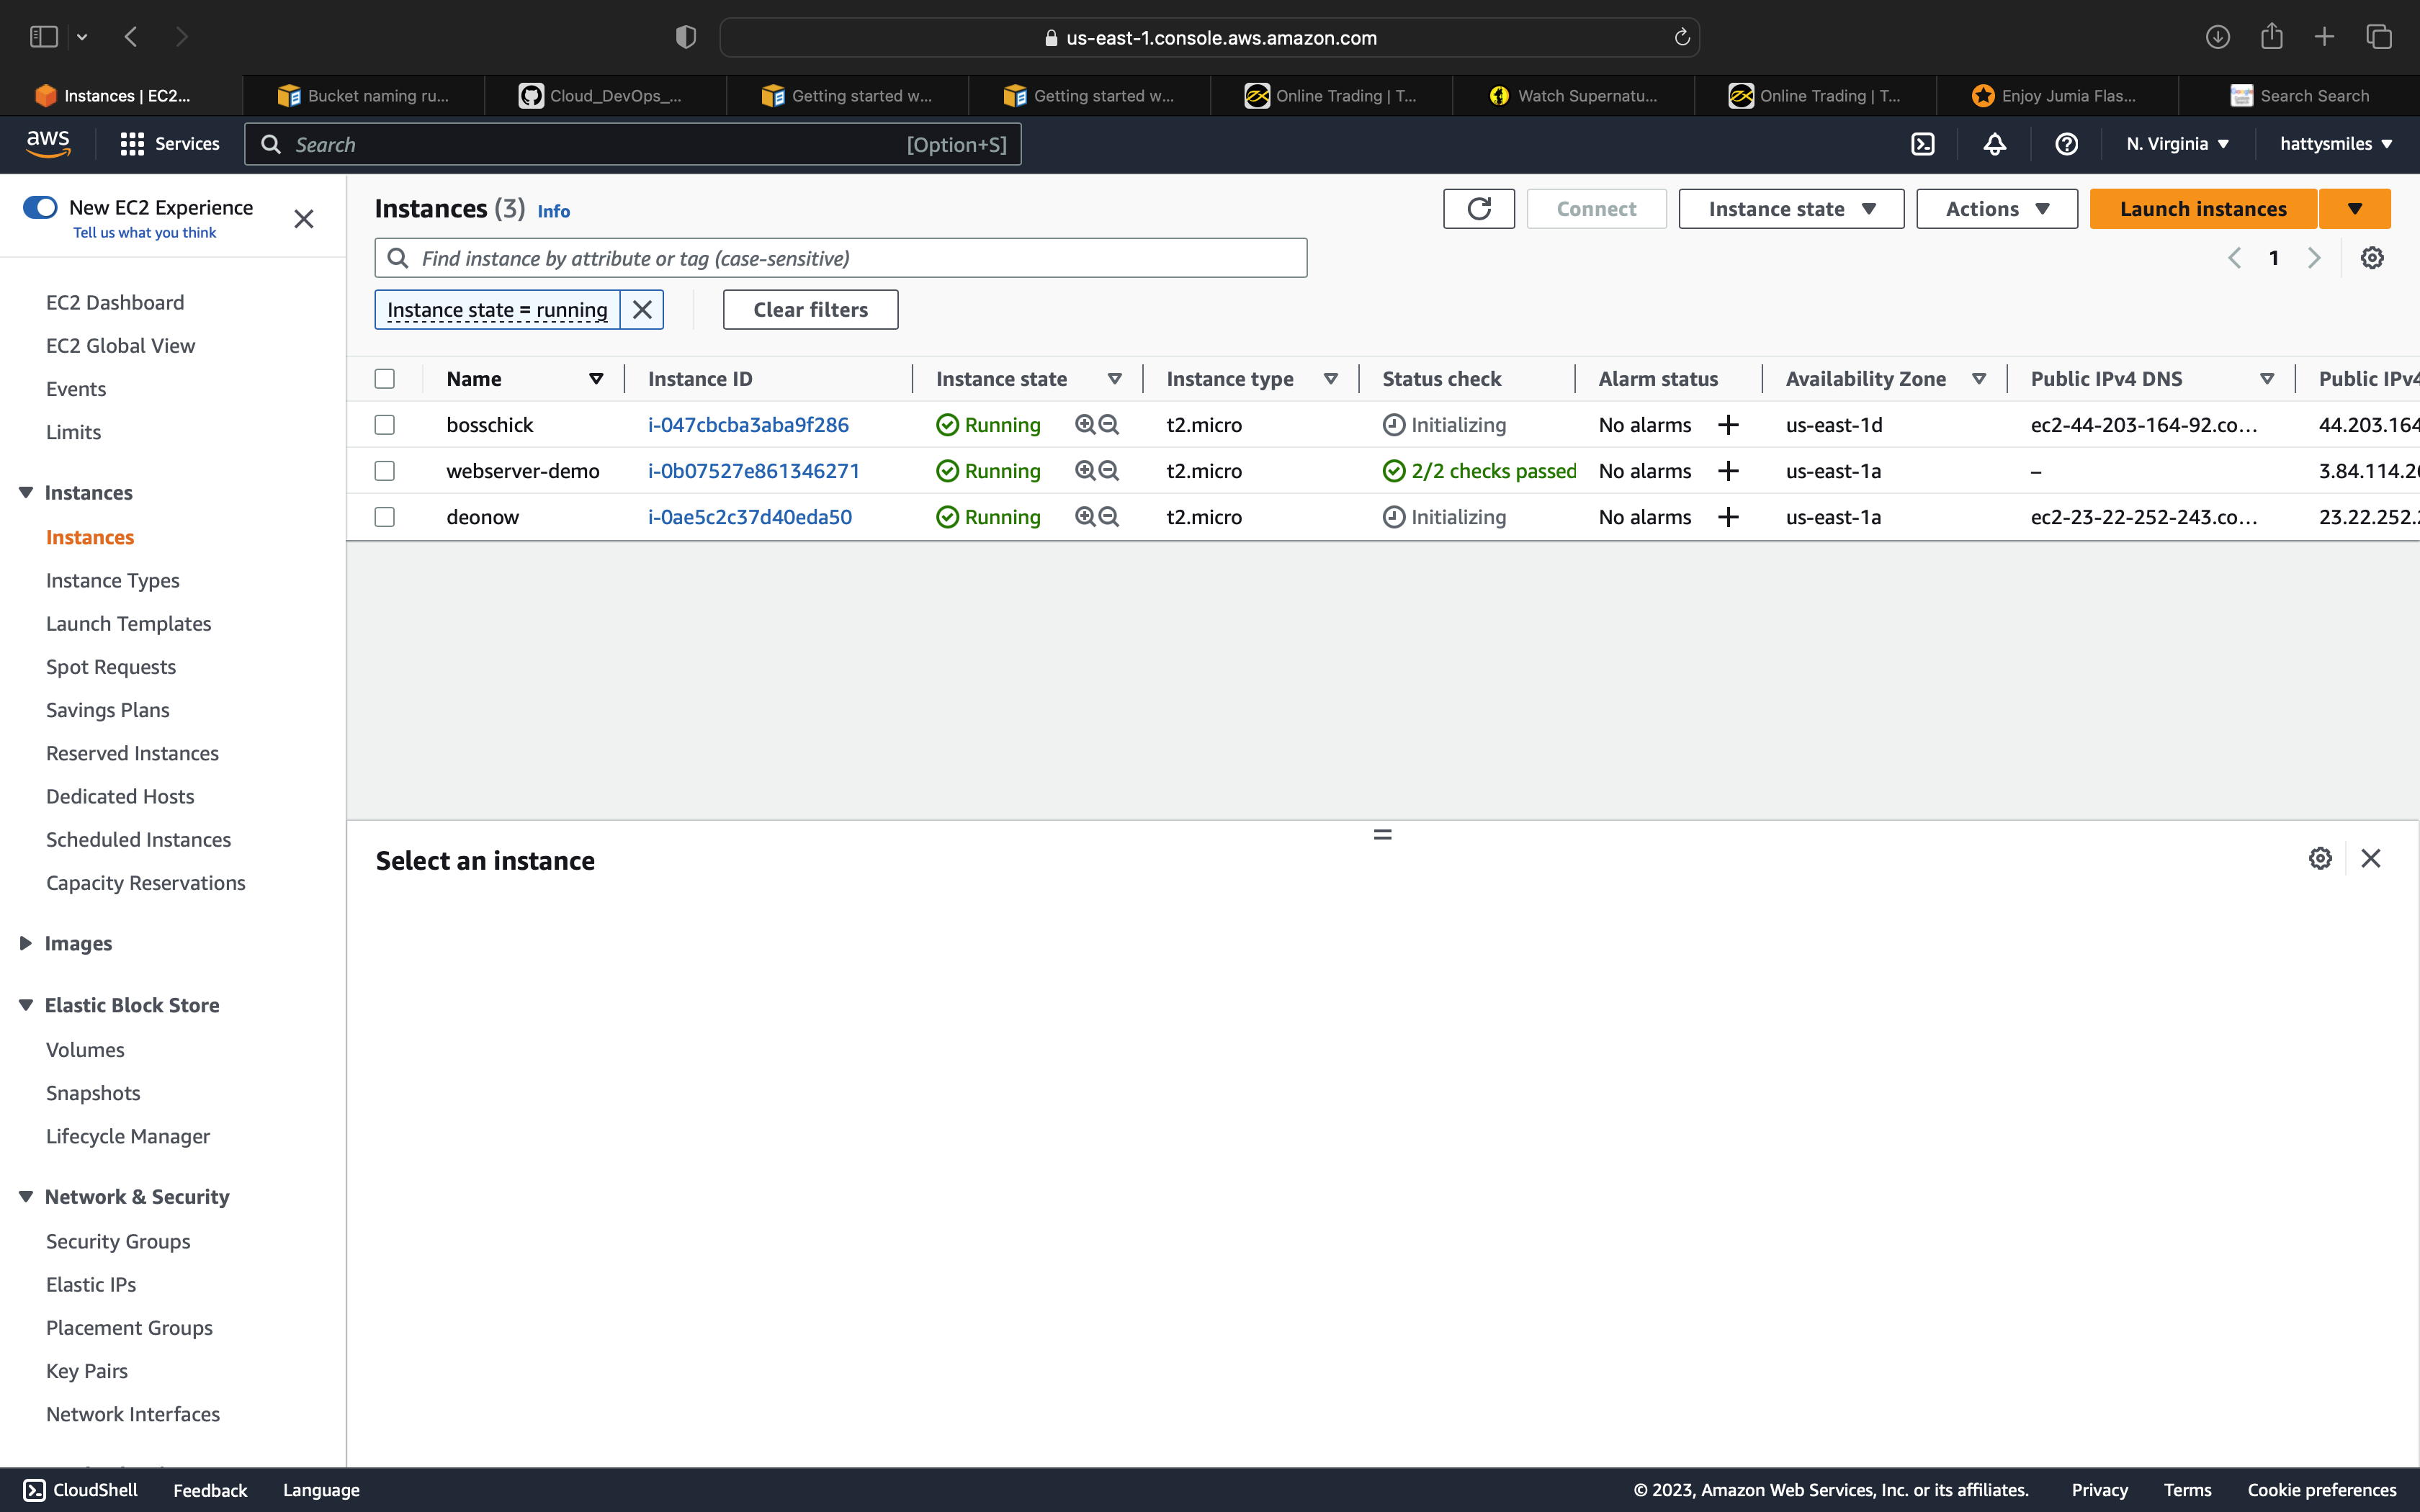 us-east-1.console.aws.amazon.com
Instances | EC2...
Bucket naming ru...
Cloud_DevOps_...
Getting started w...
Getting started w...
Online Trading | T...
Watch Supernatu...
Online Trading | T...
Enjoy Jumia Flas...
Search Search
aws
Services
Search
[Option+S]
N. Virginia
hattysmiles
New EC2 Experience
Tell us what you think
EC2 Dashboard
EC2 Global View
Events
Limits
Instances
Instances
Instance Types
Launch Templates
Spot Requests
Savings Plans
Reserved Instances
Dedicated Hosts
Scheduled Instances
Capacity Reservations
Images
Elastic Block Store
Volumes
Snapshots
Lifecycle Manager
Network & Security
Security Groups
Elastic IPs
Placement Groups
Key Pairs
Network Interfaces
Instances (3) Info
Connect
Instance state
Actions
Launch instances
Find instance by attribute or tag (case-sensitive)
1
Instance state = running
Clear filters
Name Instance ID Instance state Instance type Status check Alarm status Availability Zone Public IPv4 DNS Public IPv4
bosschick i-047cbcba3aba9f286 Running t2.micro Initializing No alarms + us-east-1d ec2-44-203-164-92.co... 44.203.164
webserver-demo i-0b07527e861346271 Running t2.micro 2/2 checks passed No alarms + us-east-1a – 3.84.114.20
deonow i-0ae5c2c37d40eda50 Running t2.micro Initializing No alarms + us-east-1a ec2-23-22-252-243.co... 23.22.252.2
Select an instance
CloudShell Feedback Language © 2023, Amazon Web Services, Inc. or its affiliates. Privacy Terms Cookie preferences